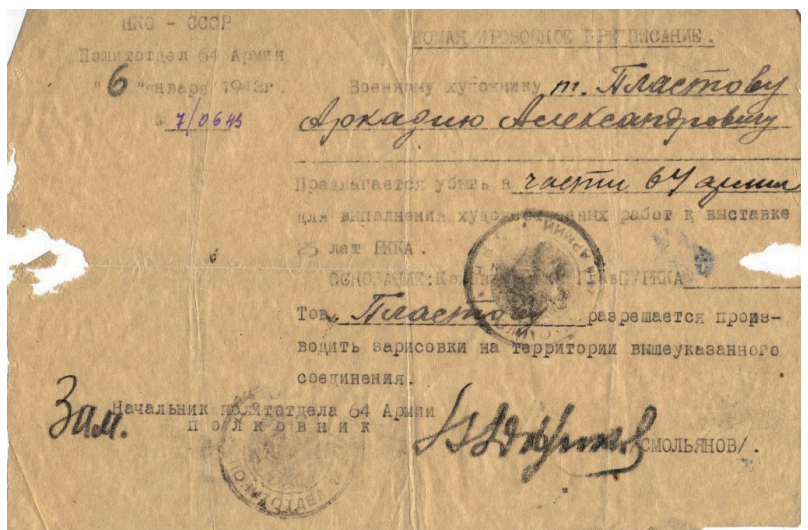 НКО - СССР
Политотдел 64 Армии
"6" января 1942г.
№ 7/0643
КОМАНДИРОВОЧНОЕ ПРЕДПИСАНИЕ.
Военному художнику т. Пластову
Аркадию Александровичу
Предлагается убыть в части 64 армии
для выполнения художественных работ к выставке
25 лет РККА.
ОСНОВАНИЕ: ГлавПУРККА
Тов. Пластову разрешается произ-
водить зарисовки на территории вышеуказанного
соединения.
Зам. Начальник политотдела 64 Армии
полковник /СМОЛЬЯНОВ/.